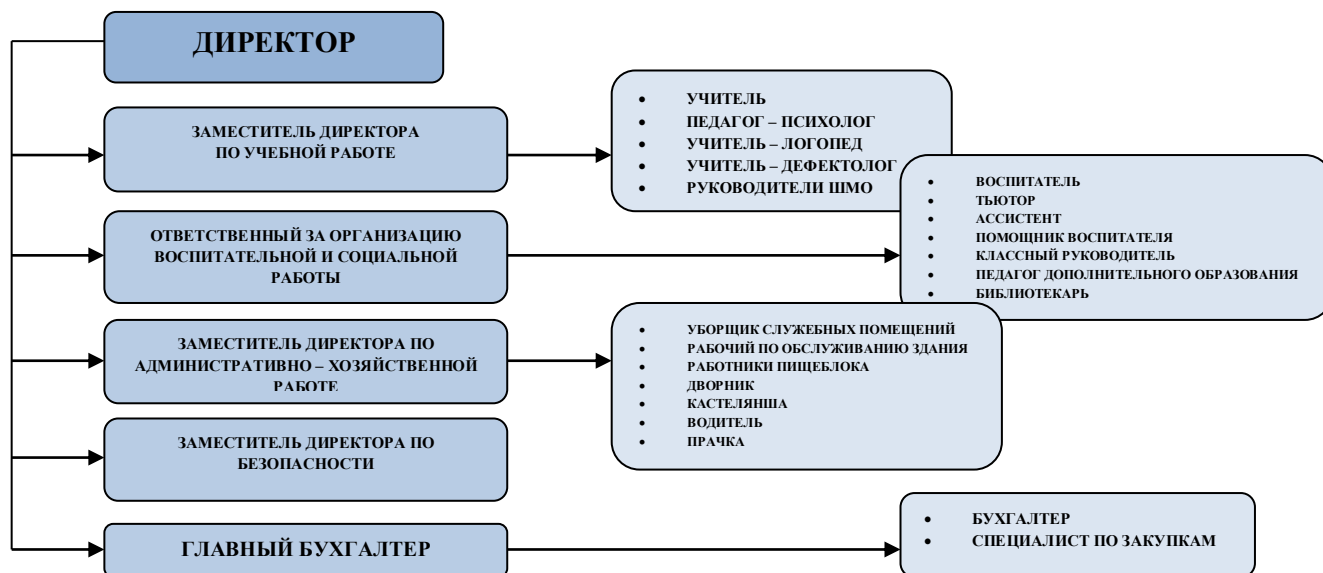 ДИРЕКТОР
ЗАМЕСТИТЕЛЬ ДИРЕКТОРА
ПО УЧЕБНОЙ РАБОТЕ
• УЧИТЕЛЬ
• ПЕДАГОГ – ПСИХОЛОГ
• УЧИТЕЛЬ – ЛОГОПЕД
• УЧИТЕЛЬ – ДЕФЕКТОЛОГ
• РУКОВОДИТЕЛИ ШМО
ОТВЕТСТВЕННЫЙ ЗА ОРГАНИЗАЦИЮ
ВОСПИТАТЕЛЬНОЙ И СОЦИАЛЬНОЙ
РАБОТЫ
• ВОСПИТАТЕЛЬ
• ТЬЮТОР
• АССИСТЕНТ
• ПОМОЩНИК ВОСПИТАТЕЛЯ
• КЛАССНЫЙ РУКОВОДИТЕЛЬ
• ПЕДАГОГ ДОПОЛНИТЕЛЬНОГО ОБРАЗОВАНИЯ
• БИБЛИОТЕКАРЬ
ЗАМЕСТИТЕЛЬ ДИРЕКТОРА ПО
АДМИНИСТРАТИВНО – ХОЗЯЙСТВЕННОЙ
РАБОТЕ
• УБОРЩИК СЛУЖЕБНЫХ ПОМЕЩЕНИЙ
• РАБОЧИЙ ПО ОБСЛУЖИВАНИЮ ЗДАНИЯ
• РАБОТНИКИ ПИЩЕБЛОКА
• ДВОРНИК
• КАСТЕЛЯНША
• ВОДИТЕЛЬ
• ПРАЧКА
ЗАМЕСТИТЕЛЬ ДИРЕКТОРА ПО
БЕЗОПАСНОСТИ
ГЛАВНЫЙ БУХГАЛТЕР
• БУХГАЛТЕР
• СПЕЦИАЛИСТ ПО ЗАКУПКАМ